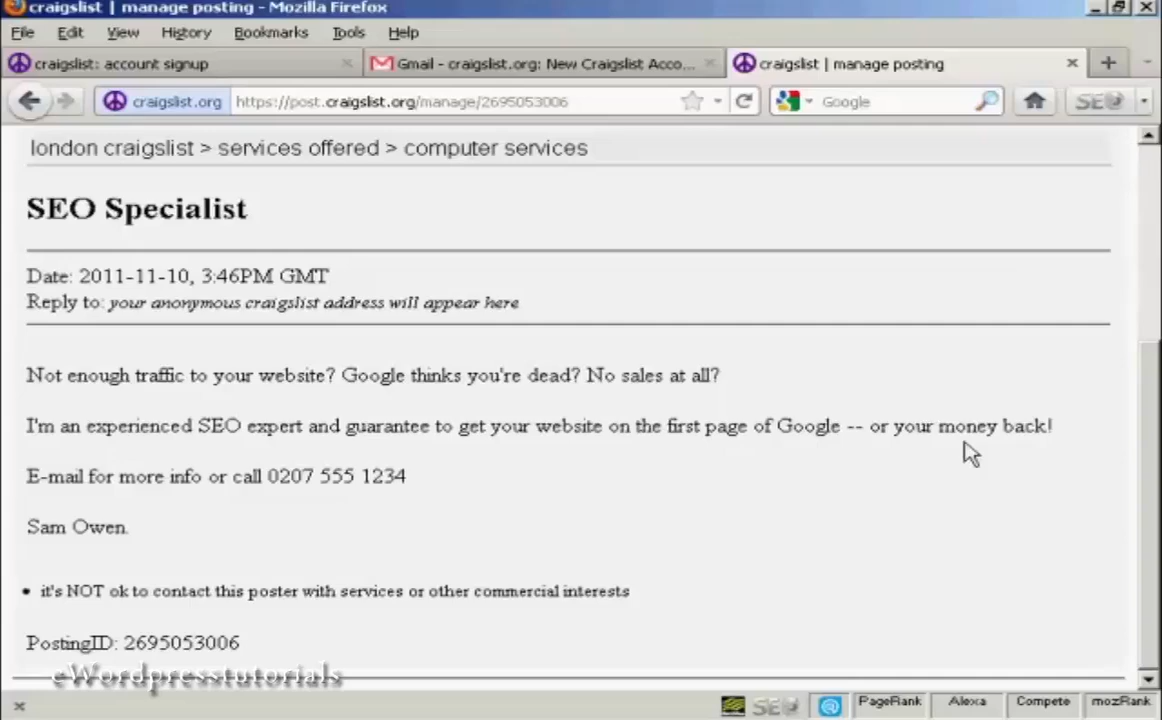 craigslist | manage posting - Mozilla Firefox
File Edit View History Bookmarks Tools Help
craigslist: account signup
Gmail - craigslist.org: New Craigslist Acco...
craigslist | manage posting
craigslist.org https://post.craigslist.org/manage/2695053006
Google
SEO
london craigslist > services offered > computer services
SEO Specialist
Date: 2011-11-10, 3:46PM GMT
Reply to: your anonymous craigslist address will appear here
Not enough traffic to your website? Google thinks you're dead? No sales at all?
I'm an experienced SEO expert and guarantee to get your website on the first page of Google -- or your money back!
E-mail for more info or call 0207 555 1234
Sam Owen.
• it's NOT ok to contact this poster with services or other commercial interests
PostingID: 2695053006
eWordpresstutorials
SEO PageRank Alexa Compete mozRank